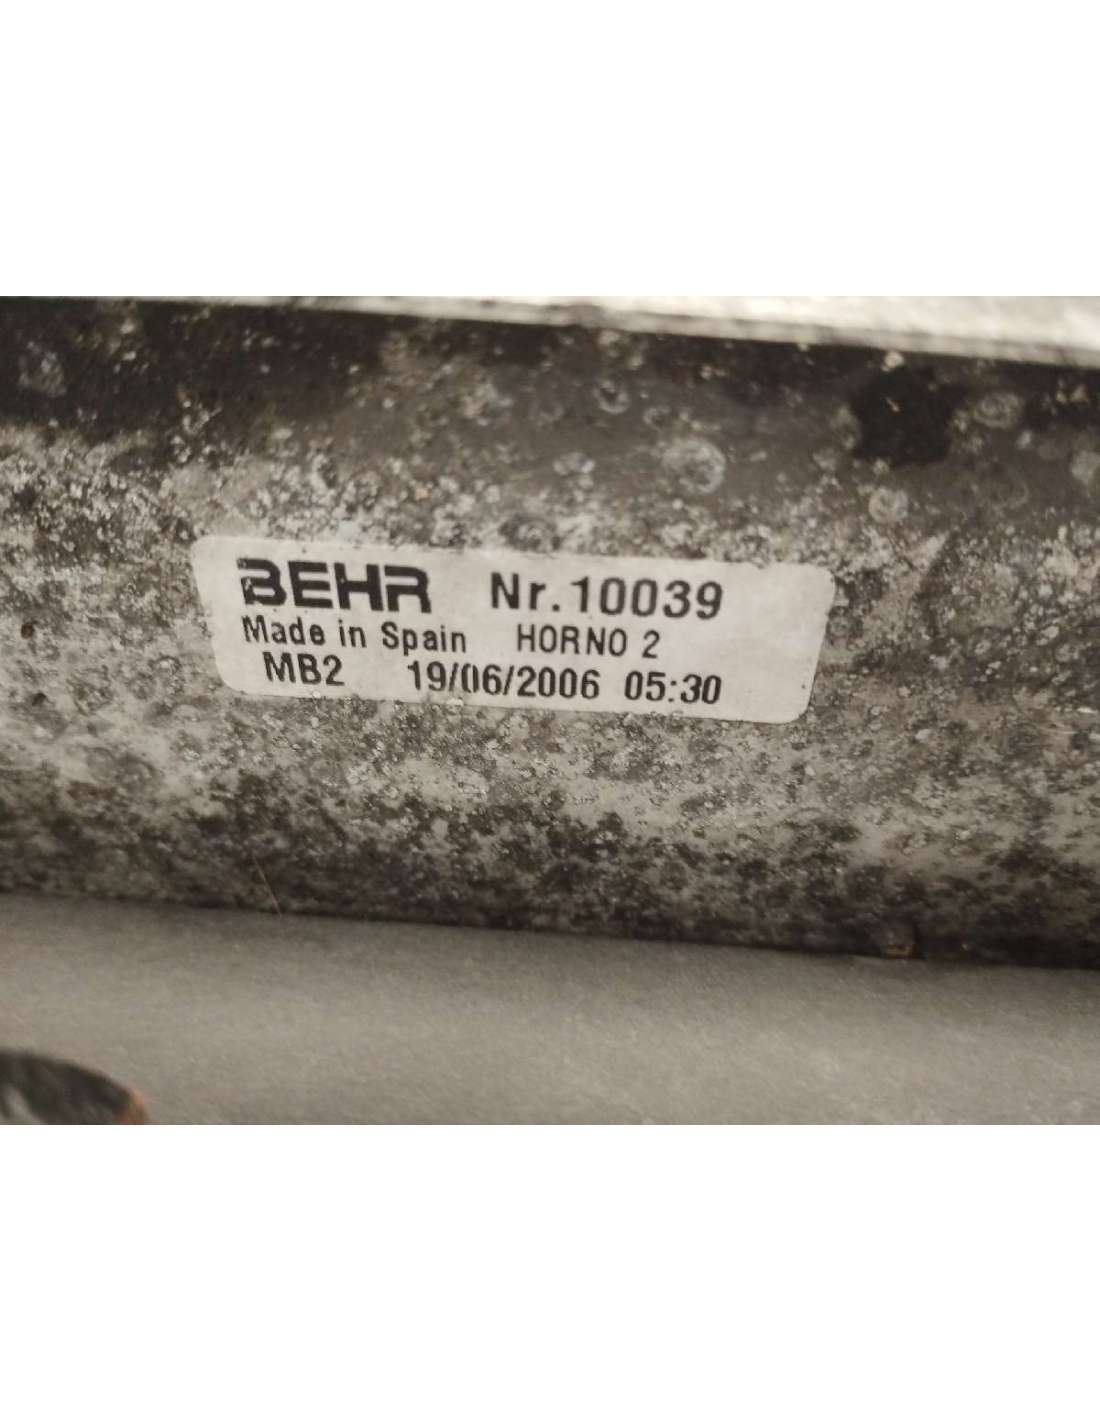 BEHR Nr.10039
Made in Spain HORNO 2
MB2 19/06/2006 05:30